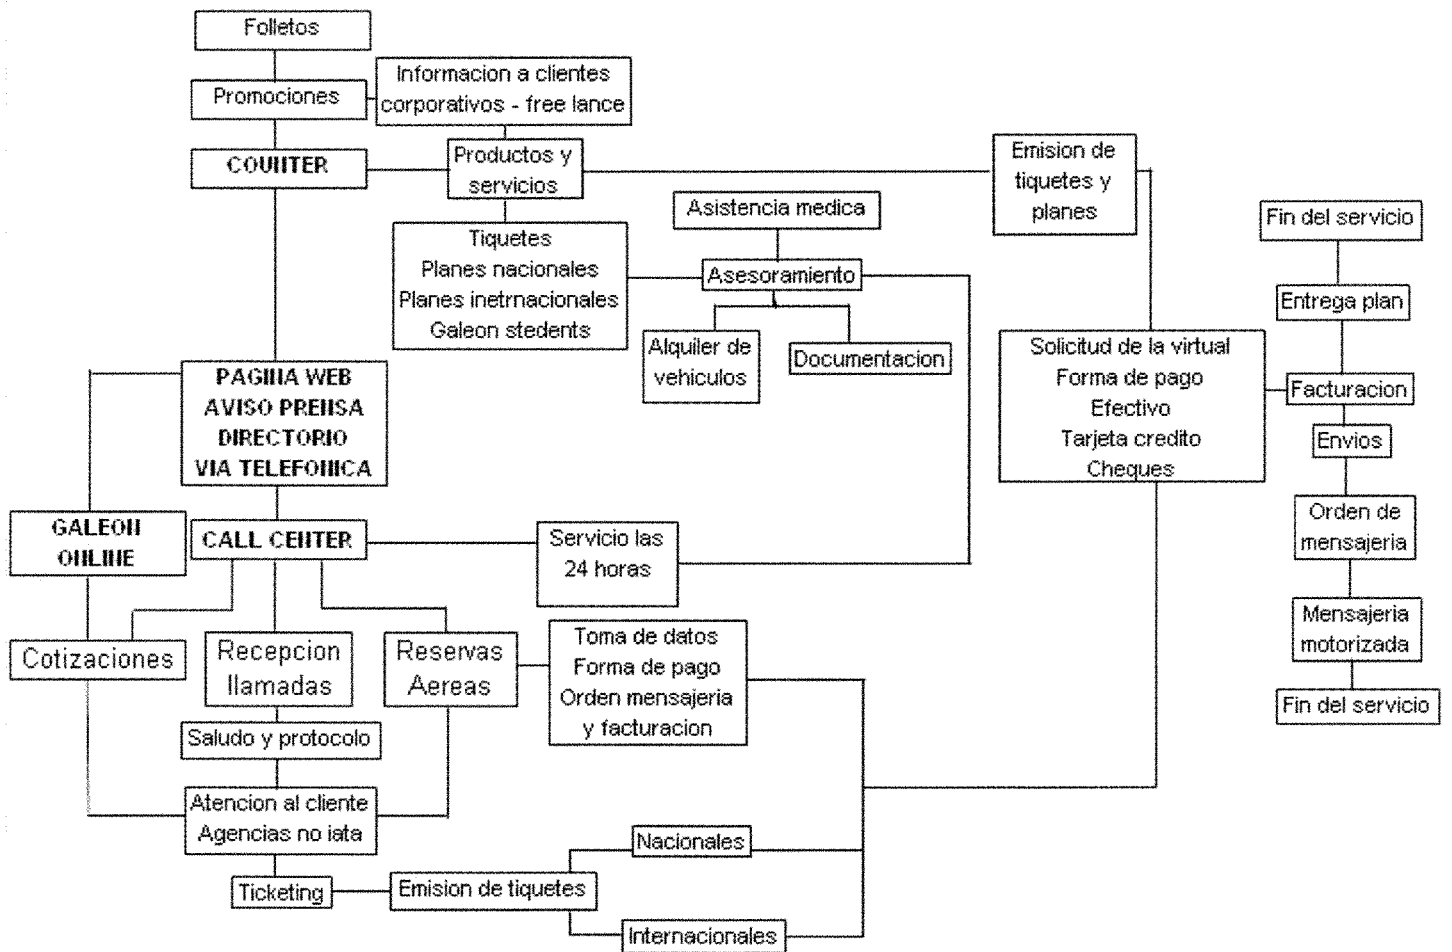 Folletos
Promociones
Informacion a clientes
corporativos - free lance
COUNTER
Productos y
servicios
Emision de
tiquetes y
planes
Tiquetes
Planes nacionales
Planes inetrnacionales
Galeon stedents
Asistencia medica
Asesoramiento
Alquiler de
vehiculos
Documentacion
Fin del servicio
Entrega plan
Solicitud de la virtual
Forma de pago
Efectivo
Tarjeta credito
Cheques
Facturacion
Envios
Orden de
mensajeria
Mensajeria
motorizada
Fin del servicio
PAGINA WEB
AVISO PRENSA
DIRECTORIO
VIA TELEFONICA
GALEON
ONLINE
CALL CENTER
Servicio las
24 horas
Cotizaciones
Recepcion
llamadas
Reservas
Aereas
Toma de datos
Forma de pago
Orden mensajeria
y facturacion
Saludo y protocolo
Atencion al cliente
Agencias no iata
Ticketing
Emision de tiquetes
Nacionales
Internacionales